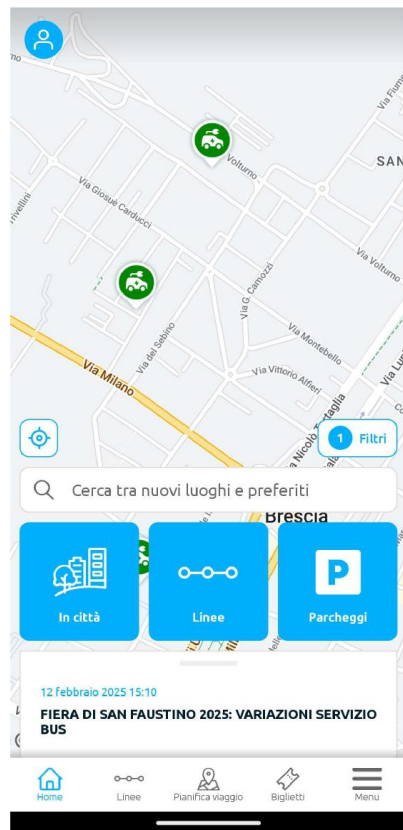 Via Fiume
Volturno
SAN
Via Giosuè Carducci
Via Volturno
Via G. Camozzi
Via del Sebino
Via Montebello
Via Milano
Via Vittorio Alfieri
1 Filtri
Cerca tra nuovi luoghi e preferiti
Brescia
In città
Linee
P
Parcheggi
12 febbraio 2025 15:10
FIERA DI SAN FAUSTINO 2025: VARIAZIONI SERVIZIO
BUS
Home
Linee
Pianifica viaggio
Biglietti
Menu